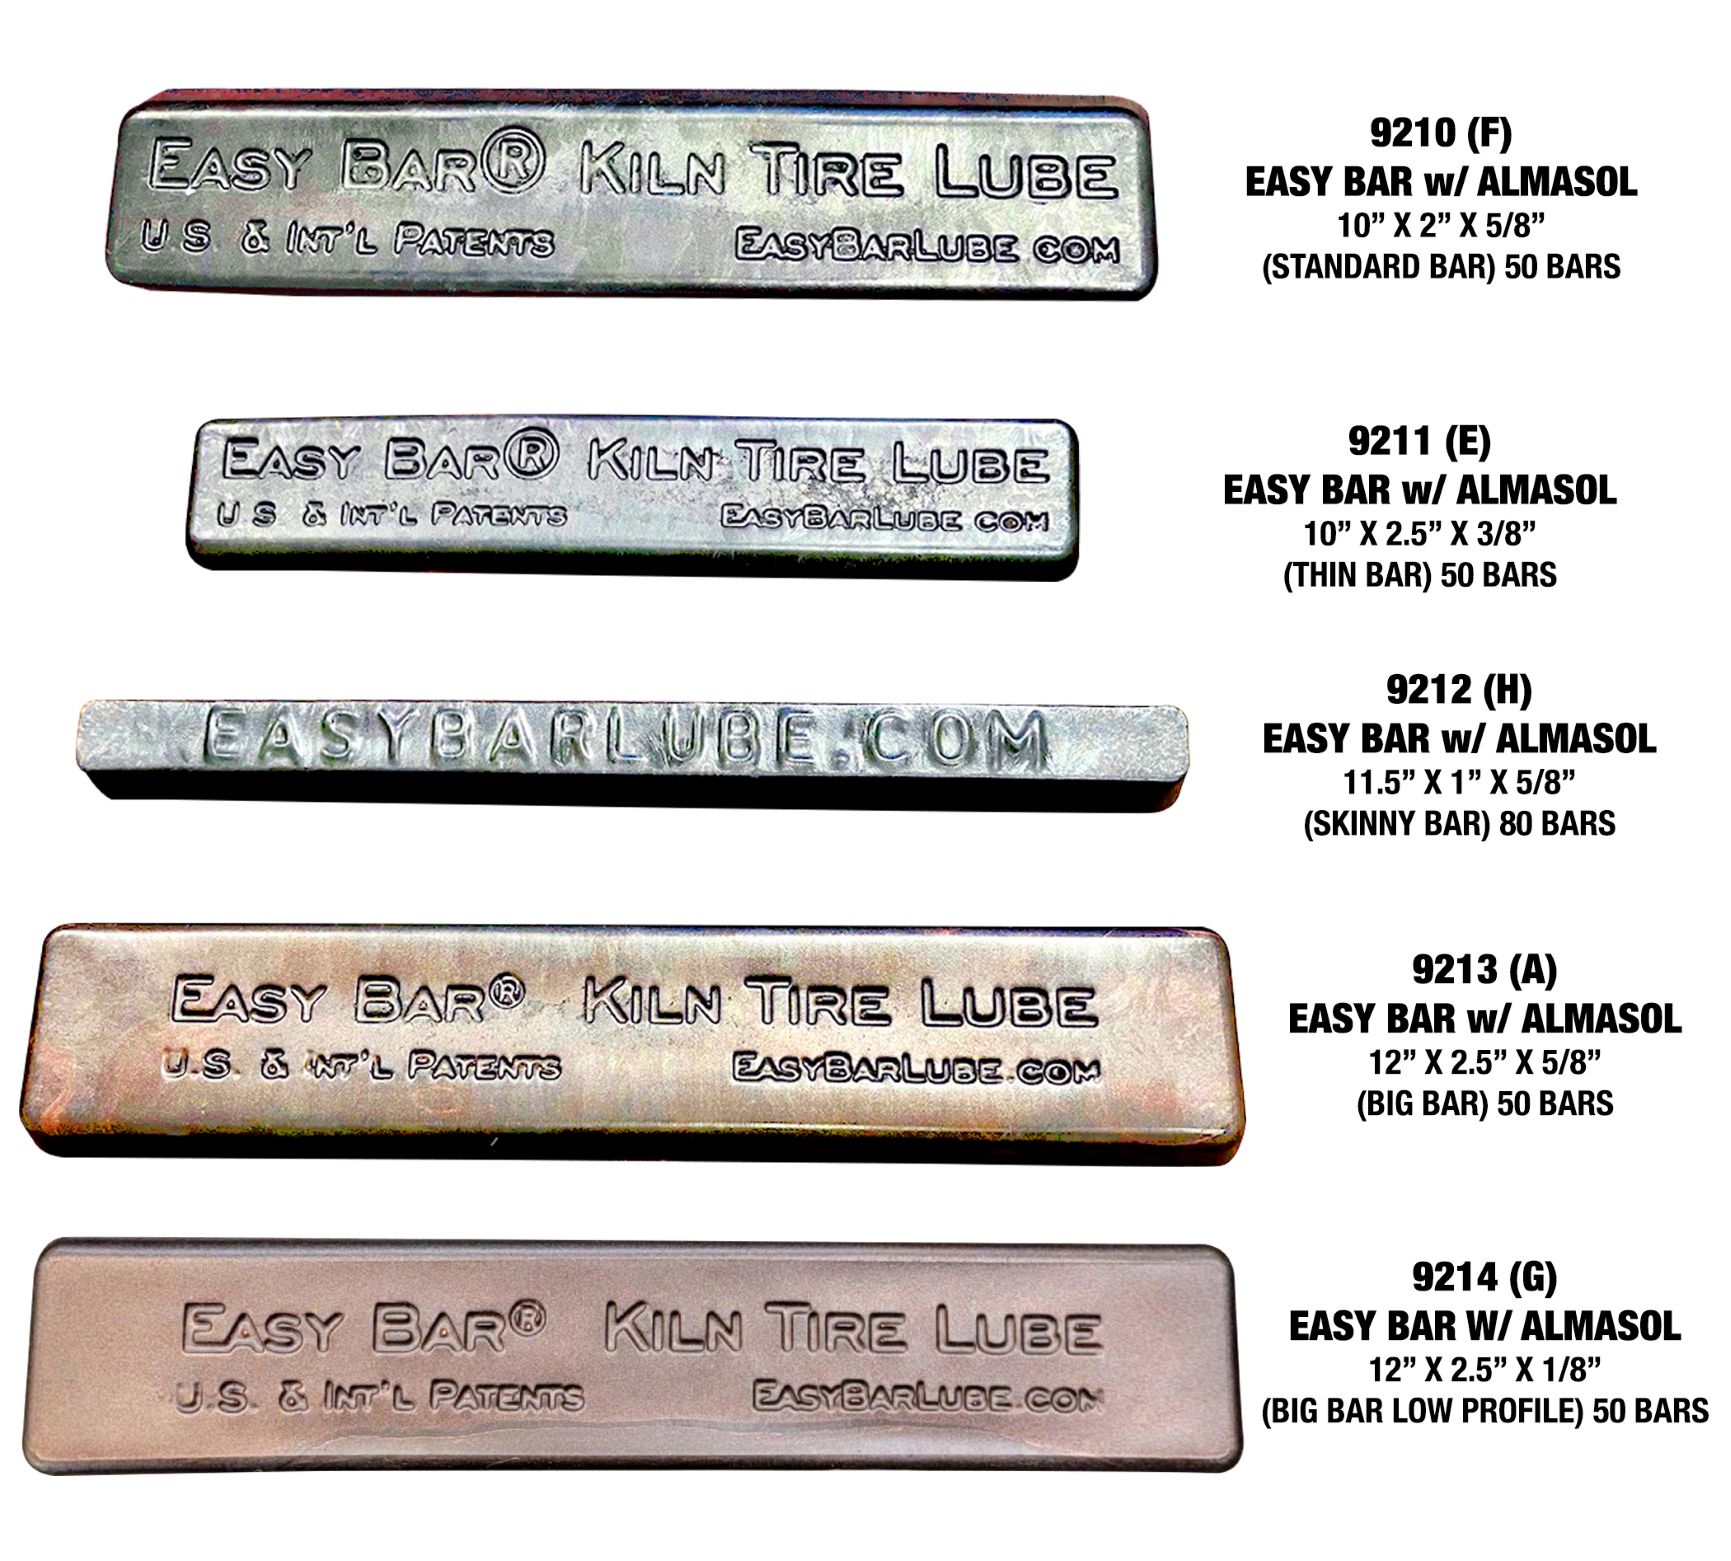 EASY BAR® KILN TIRE LUBE
U S & INT'L PATENTS EASYBARLUBE COM
9210 (F)
EASY BAR w/ ALMASOL
10” X 2” X 5/8”
(STANDARD BAR) 50 BARS
EASY BAR® KILN TIRE LUBE
U S & INT'L PATENTS EASYBARLUBE COM
9211 (E)
EASY BAR w/ ALMASOL
10” X 2.5” X 3/8”
(THIN BAR) 50 BARS
EASYBARLUBE.COM
9212 (H)
EASY BAR w/ ALMASOL
11.5” X 1” X 5/8”
(SKINNY BAR) 80 BARS
EASY BAR® KILN TIRE LUBE
U.S. & INT'L PATENTS EASYBARLUBE.COM
9213 (A)
EASY BAR w/ ALMASOL
12” X 2.5” X 5/8”
(BIG BAR) 50 BARS
EASY BAR® KILN TIRE LUBE
U.S. & INT'L PATENTS EASYBARLUBE.COM
9214 (G)
EASY BAR W/ ALMASOL
12” X 2.5” X 1/8”
(BIG BAR LOW PROFILE) 50 BARS